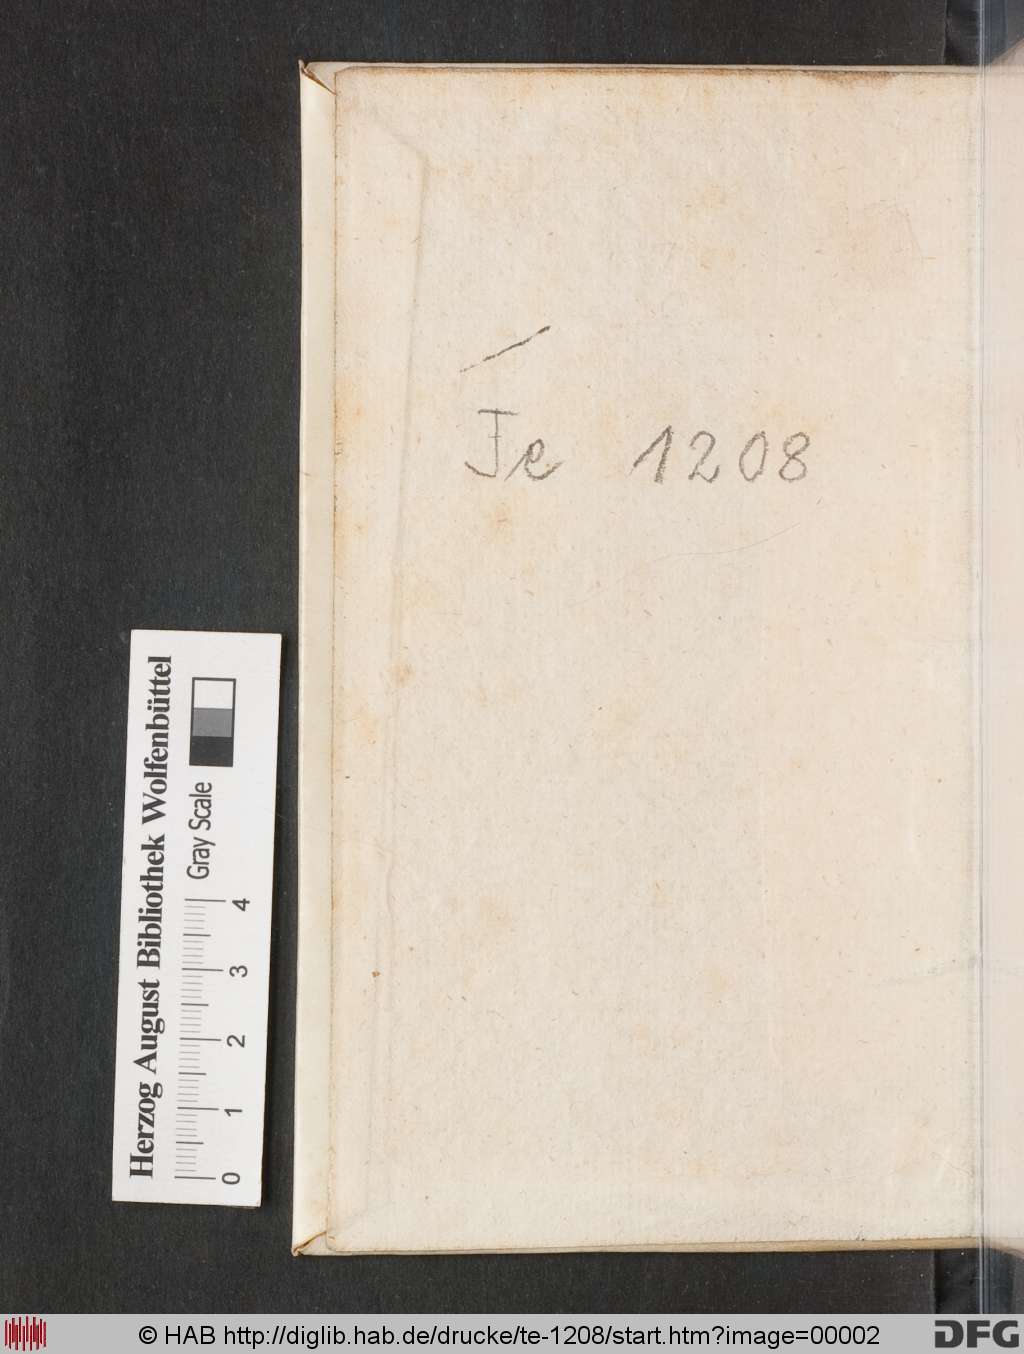 Te 1208
Herzog August Bibliothek Wolfenbüttel
Gray Scale
0 1 2 3 4
© HAB http://diglib.hab.de/drucke/te-1208/start.htm?image=00002
DFG